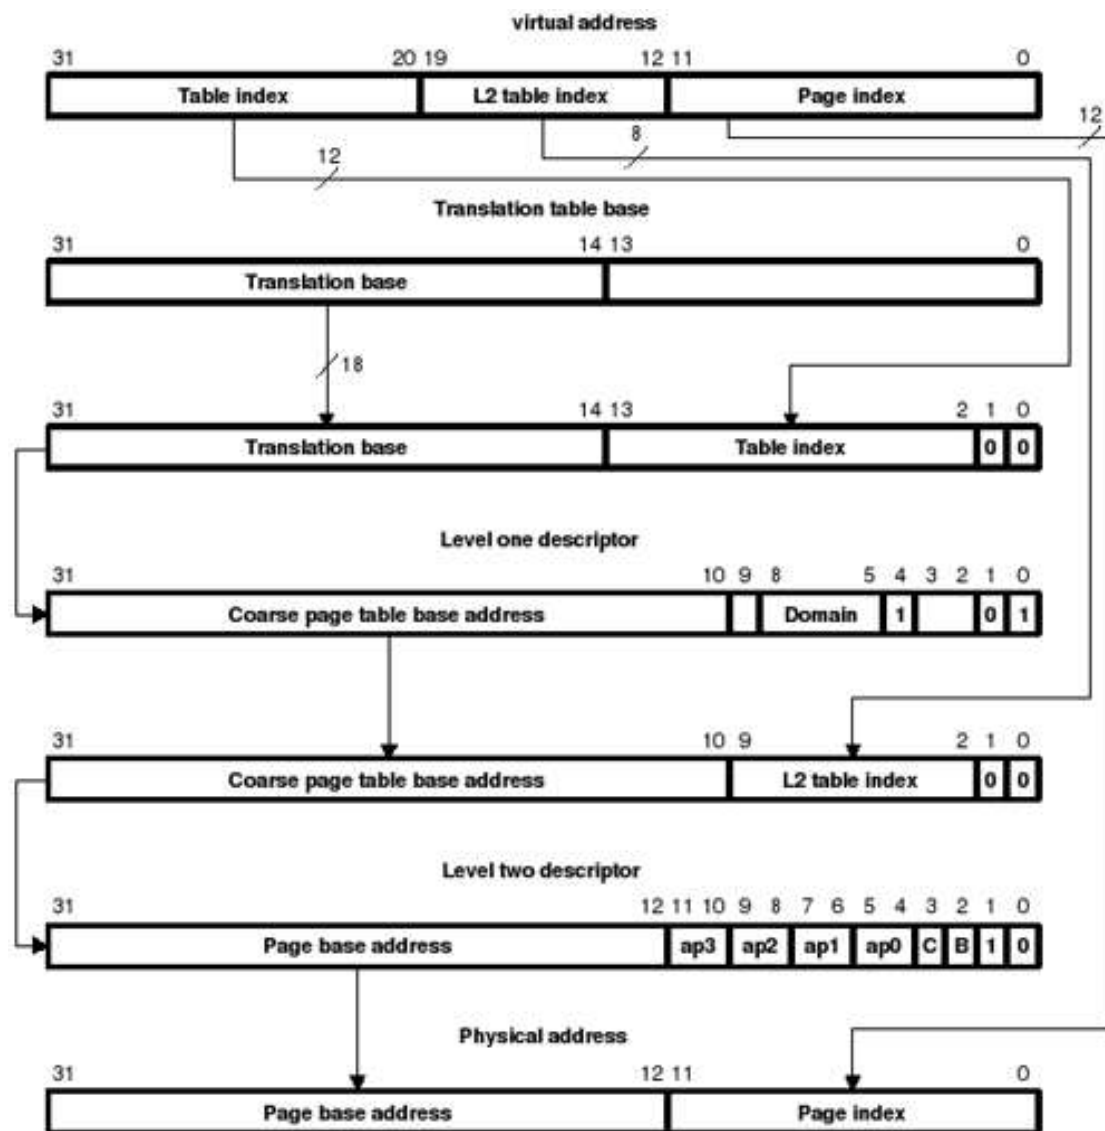 virtual address
31 20 19 12 11 0
Table index L2 table index Page index
12
8
12
Translation table base
31 14 13 0
Translation base
18
31 14 13 2 1 0
Translation base Table index 0 0
Level one descriptor
31 10 9 8 5 4 3 2 1 0
Coarse page table base address Domain 1 0 1
31 10 9 2 1 0
Coarse page table base address L2 table index 0 0
Level two descriptor
31 12 11 10 9 8 7 6 5 4 3 2 1 0
Page base address ap3 ap2 ap1 ap0 C B 1 0
Physical address
31 12 11 0
Page base address Page index